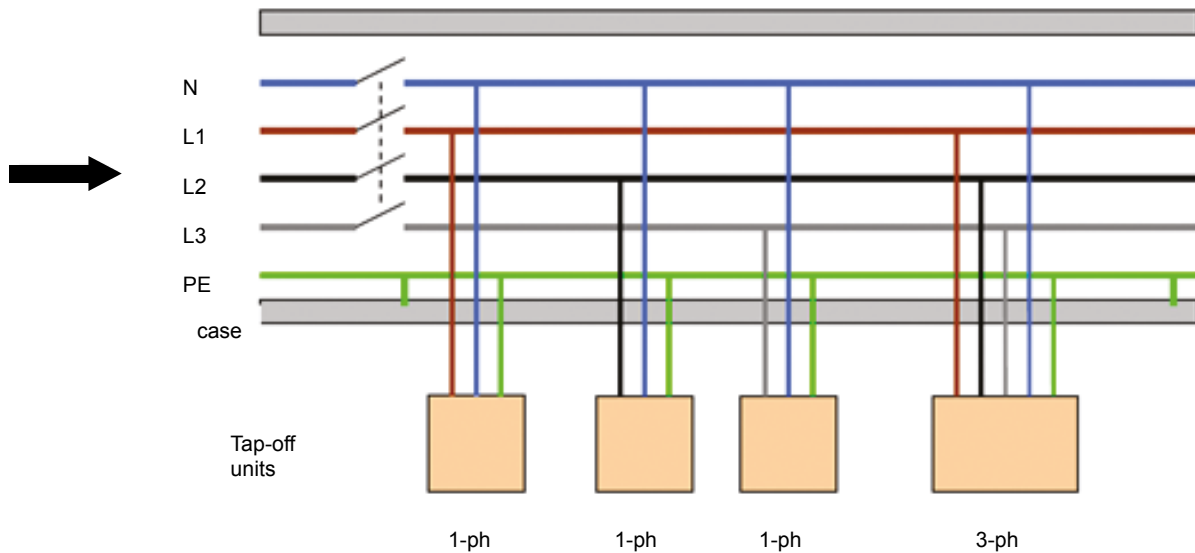 N
L1
L2
L3
PE
case
Tap-off
units
1-ph
1-ph
1-ph
3-ph